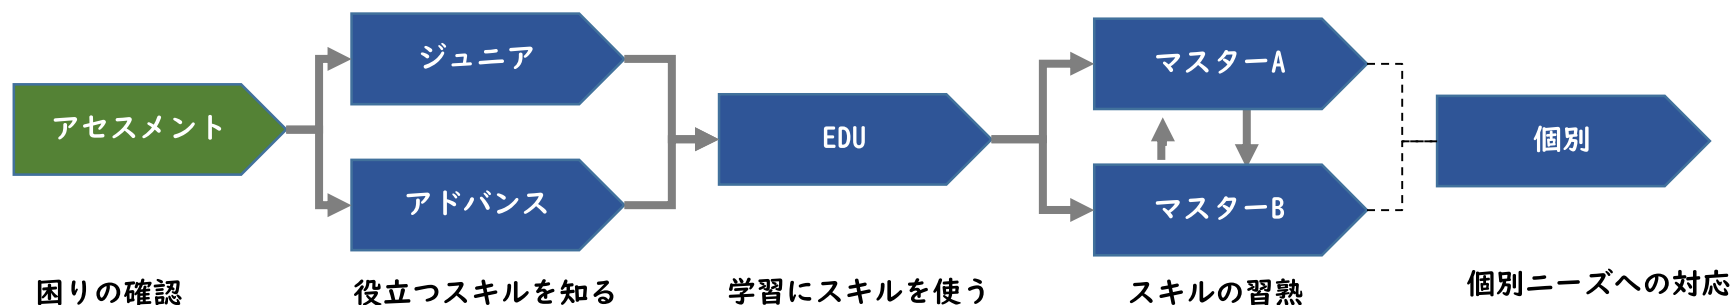 アセスメント
ジュニア
アドバンス
EDU
マスターA
マスターB
個別
困りの確認
役立つスキルを知る
学習にスキルを使う
スキルの習熟
個別ニーズへの対応